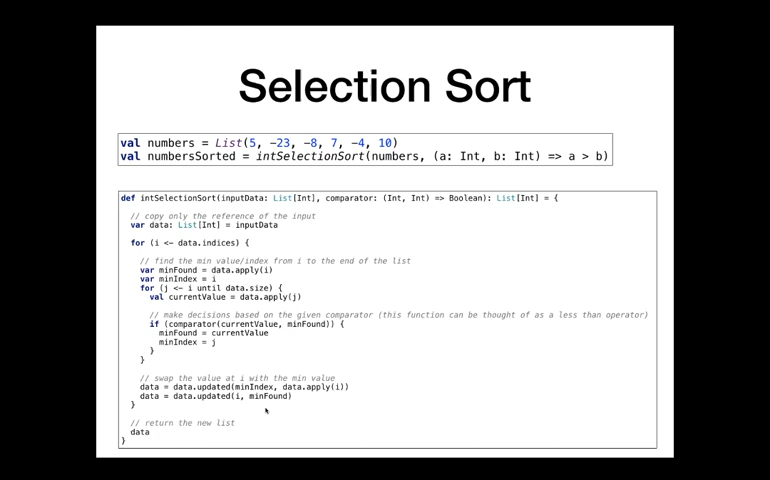 Selection Sort
val numbers = List(5, -23, -8, 7, -4, 10)
val numbersSorted = intSelectionSort(numbers, (a: Int, b: Int) => a > b)
def intSelectionSort(inputData: List[Int], comparator: (Int, Int) => Boolean): List[Int] = {
// copy only the reference of the input
var data: List[Int] = inputData
for (i <- data.indices) {
// find the min value/index from i to the end of the list
var minFound = data.apply(i)
var minIndex = i
for (j <- i until data.size) {
val currentValue = data.apply(j)
// make decisions based on the given comparator (this function can be thought of as a less than operator)
if (comparator(currentValue, minFound)) {
minFound = currentValue
minIndex = j
}
}
// swap the value at i with the min value
data = data.updated(minIndex, data.apply(i))
data = data.updated(i, minFound)
}
// return the new list
data
}